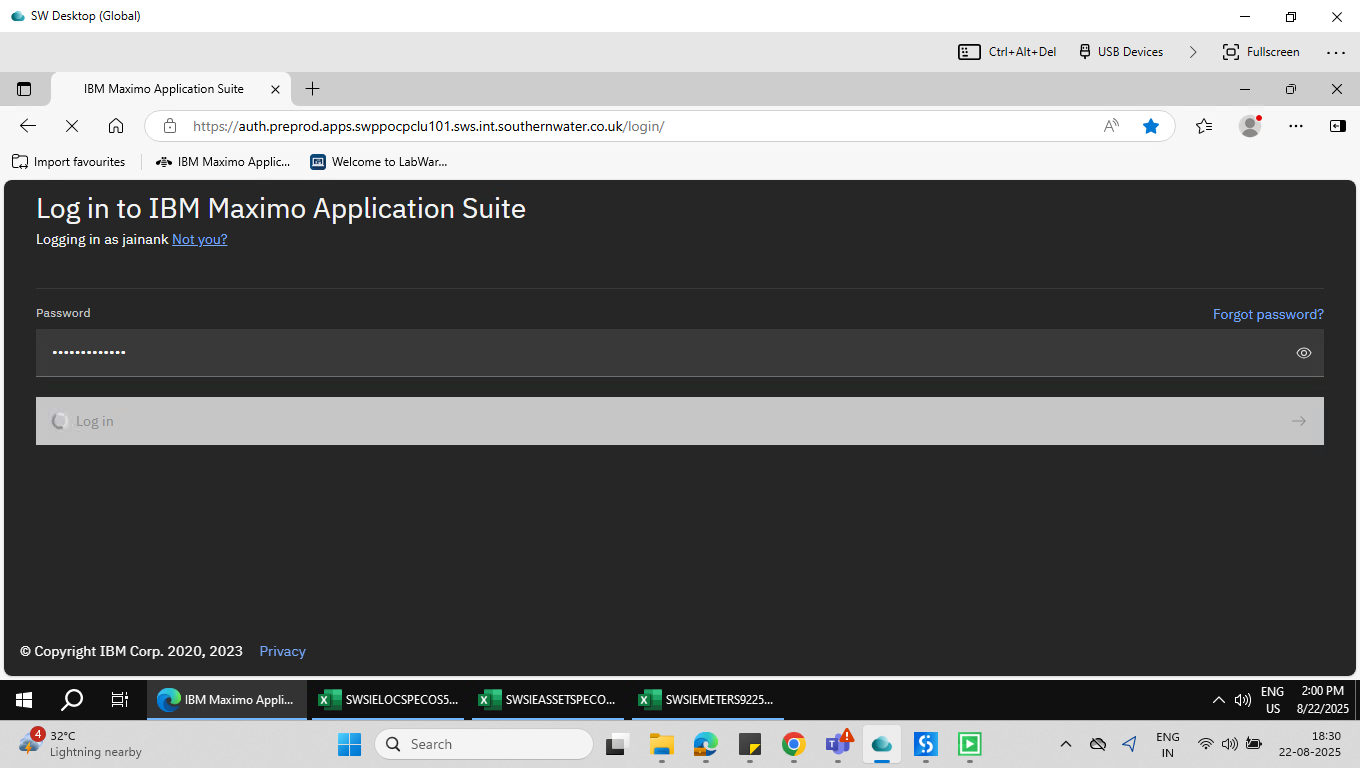 SW Desktop (Global)
Ctrl+Alt+Del
USB Devices
Fullscreen
IBM Maximo Application Suite
https://auth.preprod.apps.swppocpclu101.sws.int.southernwater.co.uk/login/
Import favourites
IBM Maximo Applic...
Welcome to LabWar...
Log in to IBM Maximo Application Suite
Logging in as jainank Not you?
Password
Forgot password?
Log in
© Copyright IBM Corp. 2020, 2023 Privacy
IBM Maximo Appli...
SWSIELOCSPECOS5...
SWSIEASSETSPECO...
SWSIEMETERS9225...
ENG
US
2:00 PM
8/22/2025
4
32°C
Lightning nearby
Search
ENG
IN
18:30
22-08-2025